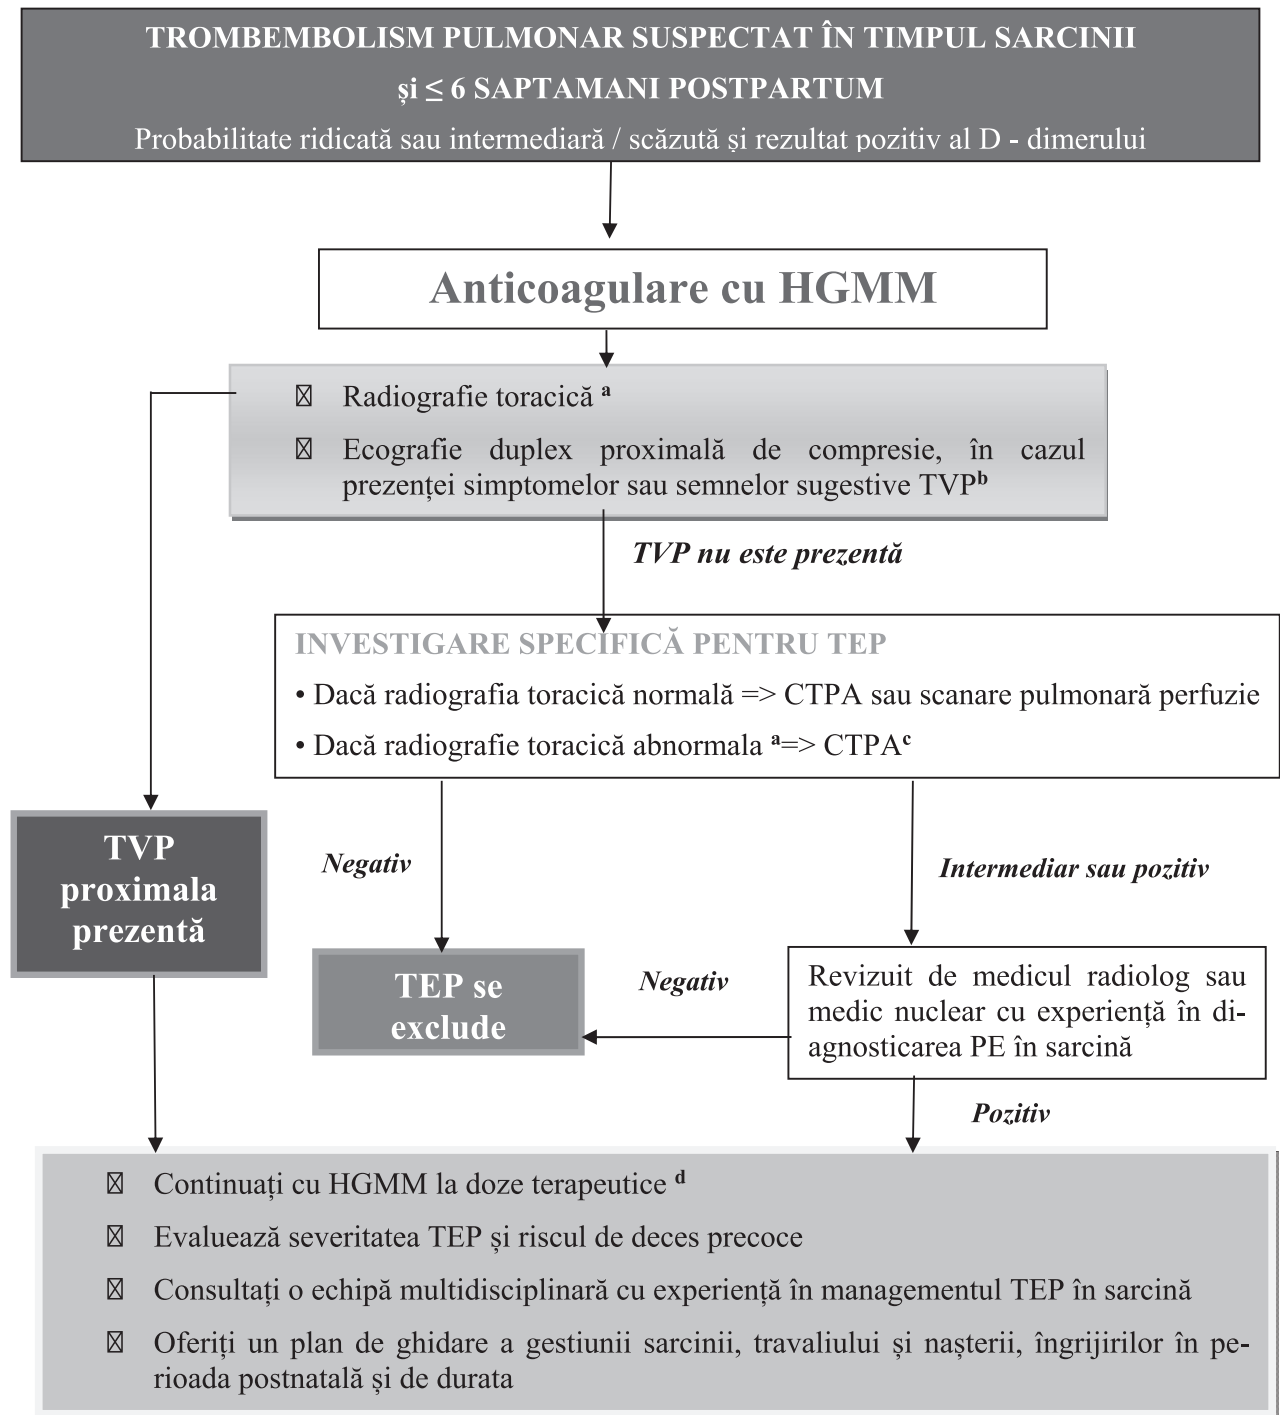 TROMBEMBOLISM PULMONAR SUSPECTAT ÎN TIMPUL SARCINII
și ≤ 6 SAPTAMANI POSTPARTUM
Probabilitate ridicată sau intermediară / scăzută și rezultat pozitiv al D - dimerului
Anticoagulare cu HGMM
Radiografie toracică a
Ecografie duplex proximală de compresie, în cazul
prezenței simptomelor sau semnelor sugestive TVPb
TVP nu este prezentă
INVESTIGARE SPECIFICĂ PENTRU TEP
• Dacă radiografia toracică normală => CTPA sau scanare pulmonară perfuzie
• Dacă radiografie toracică abnormala a=> CTPAc
TVP
proximala
prezentă
Negativ
Intermediar sau pozitiv
TEP se
exclude
Negativ
Revizuit de medicul radiolog sau
medic nuclear cu experiență în di-
agnosticarea PE în sarcină
Pozitiv
Continuați cu HGMM la doze terapeutice d
Evaluează severitatea TEP și riscul de deces precoce
Consultați o echipă multidisciplinară cu experiență în managementul TEP în sarcină
Oferiți un plan de ghidare a gestiunii sarcinii, travaliului și nașterii, îngrijirilor în pe-
rioada postnatală și de durata